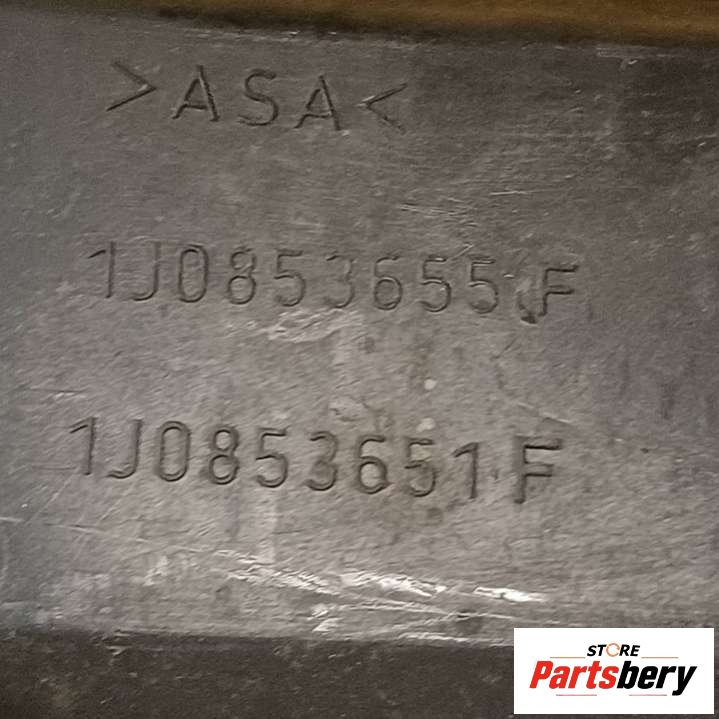 >ASA<
1J0853655 F
1J0853651 F
STORE
Partsbery